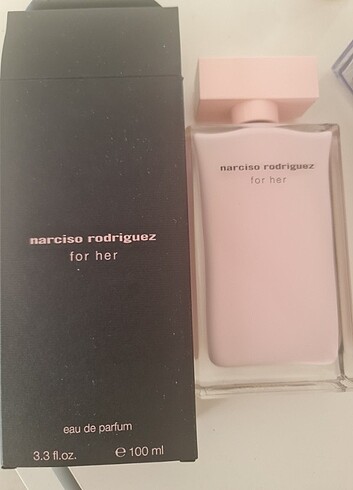 narciso rodriguez
for her
eau de parfum
3.3 fl.oz. ℮ 100 ml
narciso rodriguez
for her